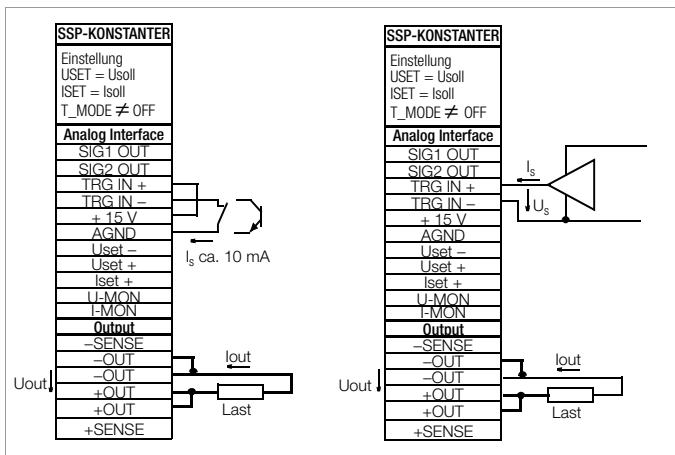 SSP-KONSTANTER
Einstellung
USET = Usoll
ISET = Isoll
T_MODE ≠ OFF
Analog Interface
SIG1 OUT
SIG2 OUT
TRG IN +
TRG IN –
+ 15 V
AGND
Uset –
Uset +
Iset +
U-MON
I-MON
Output
–SENSE
–OUT
–OUT
+OUT
+OUT
+SENSE
Is ca. 10 mA
Iout
Uout
Last
SSP-KONSTANTER
Einstellung
USET = Usoll
ISET = Isoll
T_MODE ≠ OFF
Analog Interface
SIG1 OUT
SIG2 OUT
TRG IN +
TRG IN –
+ 15 V
AGND
Uset –
Uset +
Iset +
U-MON
I-MON
Output
–SENSE
–OUT
–OUT
+OUT
+OUT
+SENSE
Is
Us
Iout
Uout
Last